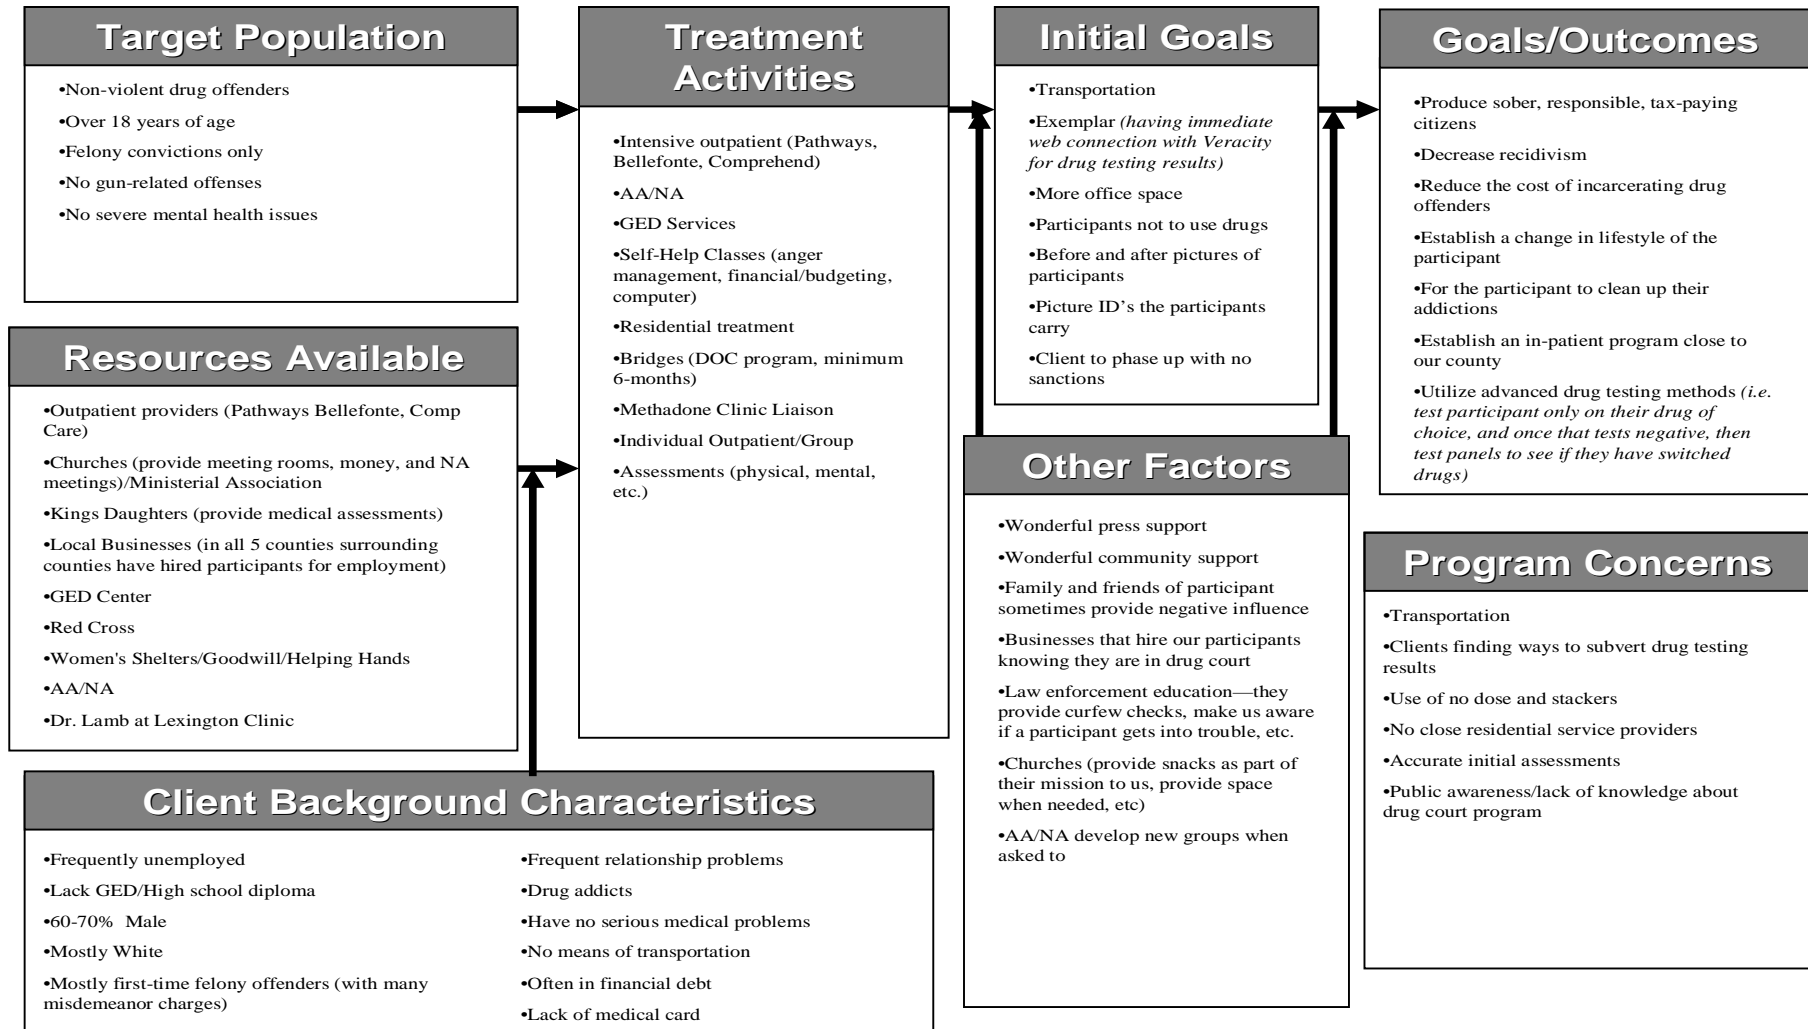 Target Population
•Non-violent drug offenders
•Over 18 years of age
•Felony convictions only
•No gun-related offenses
•No severe mental health issues
Resources Available
•Outpatient providers (Pathways Bellefonte, Comp
Care)
•Churches (provide meeting rooms, money, and NA
meetings)/Ministerial Association
•Kings Daughters (provide medical assessments)
•Local Businesses (in all 5 counties surrounding
counties have hired participants for employment)
•GED Center
•Red Cross
•Women's Shelters/Goodwill/Helping Hands
•AA/NA
•Dr. Lamb at Lexington Clinic
Treatment
Activities
•Intensive outpatient (Pathways,
Bellefonte, Comprehend)
•AA/NA
•GED Services
•Self-Help Classes (anger
management, financial/budgeting,
computer)
•Residential treatment
•Bridges (DOC program, minimum
6-months)
•Methadone Clinic Liaison
•Individual Outpatient/Group
•Assessments (physical, mental,
etc.)
Initial Goals
•Transportation
•Exemplar (having immediate
web connection with Veracity
for drug testing results)
•More office space
•Participants not to use drugs
•Before and after pictures of
participants
•Picture ID’s the participants
carry
•Client to phase up with no
sanctions
Goals/Outcomes
•Produce sober, responsible, tax-paying
citizens
•Decrease recidivism
•Reduce the cost of incarcerating drug
offenders
•Establish a change in lifestyle of the
participant
•For the participant to clean up their
addictions
•Establish an in-patient program close to
our county
•Utilize advanced drug testing methods (i.e.
test participant only on their drug of
choice, and once that tests negative, then
test panels to see if they have switched
drugs)
Other Factors
•Wonderful press support
•Wonderful community support
•Family and friends of participant
sometimes provide negative influence
•Businesses that hire our participants
knowing they are in drug court
•Law enforcement education—they
provide curfew checks, make us aware
if a participant gets into trouble, etc.
•Churches (provide snacks as part of
their mission to us, provide space
when needed, etc)
•AA/NA develop new groups when
asked to
Program Concerns
•Transportation
•Clients finding ways to subvert drug testing
results
•Use of no dose and stackers
•No close residential service providers
•Accurate initial assessments
•Public awareness/lack of knowledge about
drug court program
Client Background Characteristics
•Frequently unemployed
•Lack GED/High school diploma
•60-70% Male
•Mostly White
•Mostly first-time felony offenders (with many
misdemeanor charges)
•Frequent relationship problems
•Drug addicts
•Have no serious medical problems
•No means of transportation
•Often in financial debt
•Lack of medical card